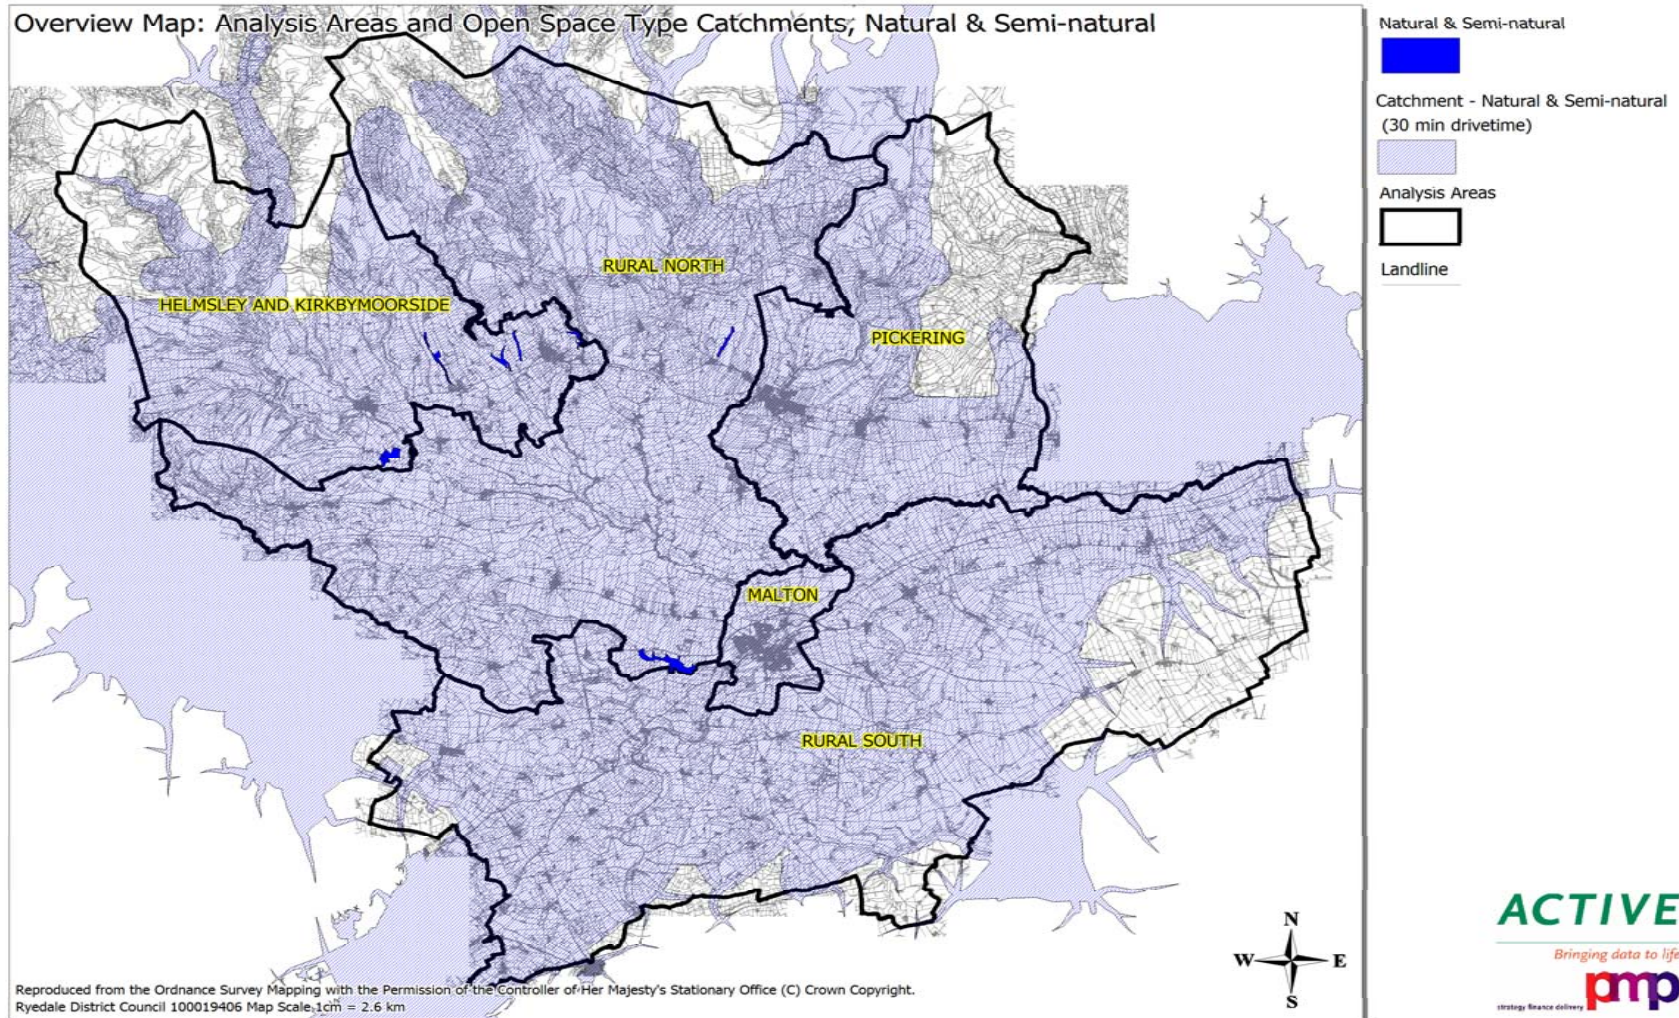 Overview Map: Analysis Areas and Open Space Type Catchments, Natural & Semi-natural
Natural & Semi-natural
Catchment - Natural & Semi-natural
(30 min drivetime)
Analysis Areas
Landline
RURAL NORTH
HELMSLEY AND KIRKBYMOORSIDE
PICKERING
MALTON
RURAL SOUTH
N
W E
S
ACTIVE
Bringing data to life
pmp
strategy finance delivery
Reproduced from the Ordnance Survey Mapping with the Permission of the Controller of Her Majesty's Stationary Office (C) Crown Copyright.
Ryedale District Council 100019406 Map Scale 1cm = 2.6 km